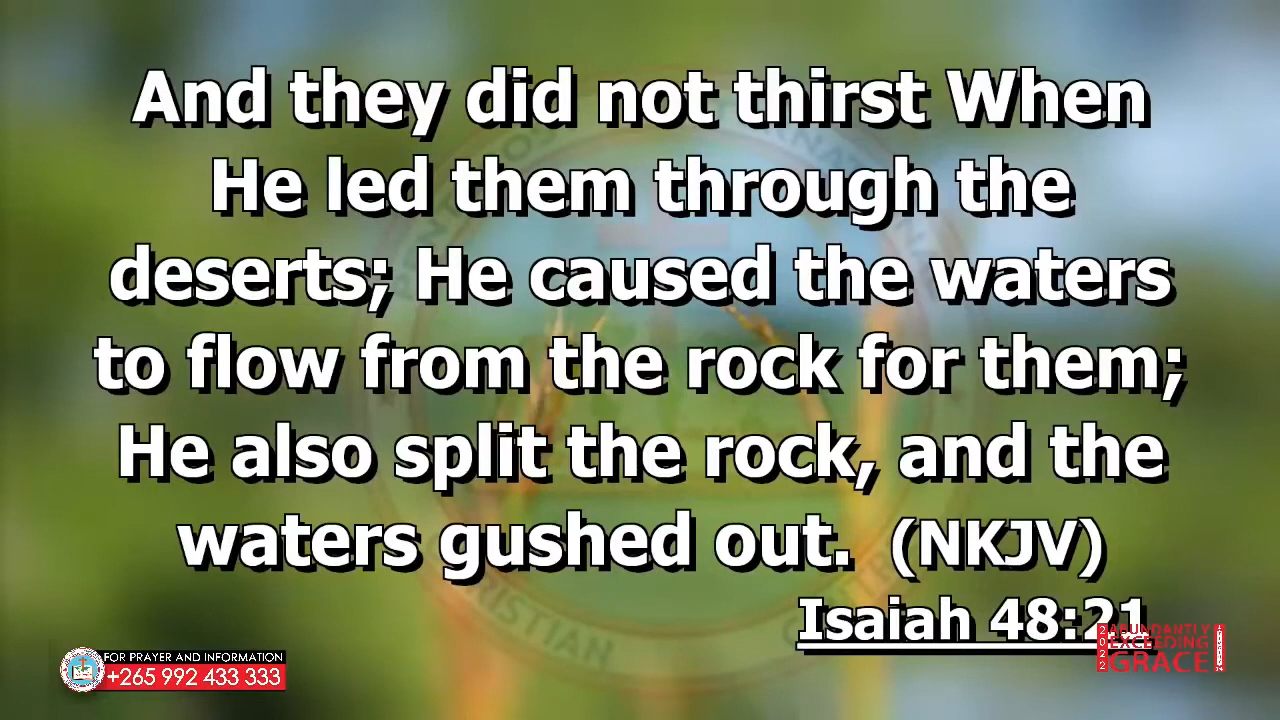 And they did not thirst When
He led them through the
deserts; He caused the waters
to flow from the rock for them;
He also split the rock, and the
waters gushed out. (NKJV)
Isaiah 48:21
FOR PRAYER AND INFORMATION
+265 992 433 333
2022
ABUNDANTLY
EXCEEDING
GRACE